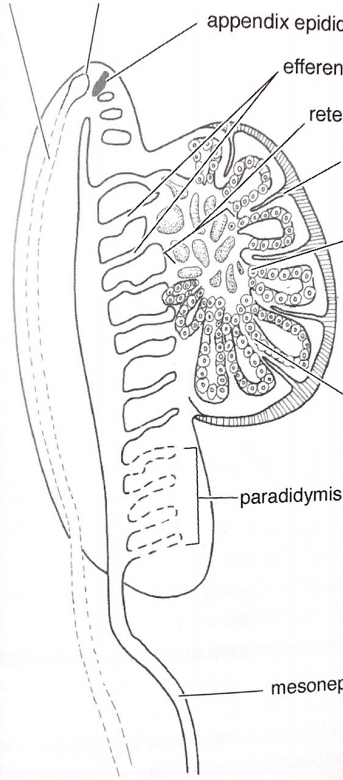 appendix epidid
efferen
rete
paradidymis
mesonep